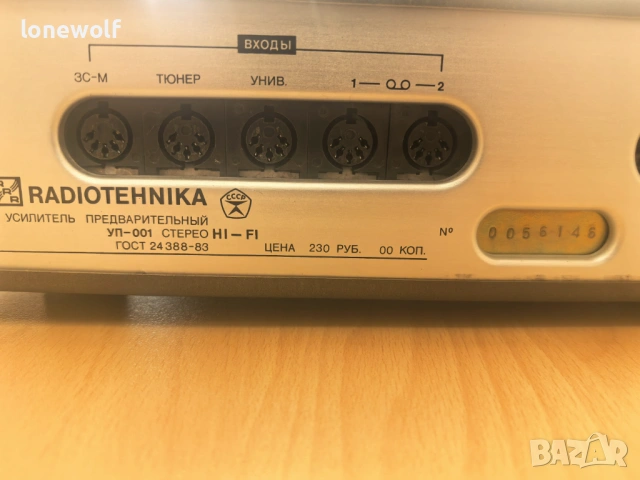 lonewolf
ВХОДЫ
ЗС-М ТЮНЕР УНИВ. 1 2
RADIOTEHNIKA СССР
УСИЛИТЕЛЬ ПРЕДВАРИТЕЛЬНЫЙ
УП-001 СТЕРЕО HI-FI № 0056146
ГОСТ 24388-83 ЦЕНА 230 РУБ. 00 КОП.
BAZAR